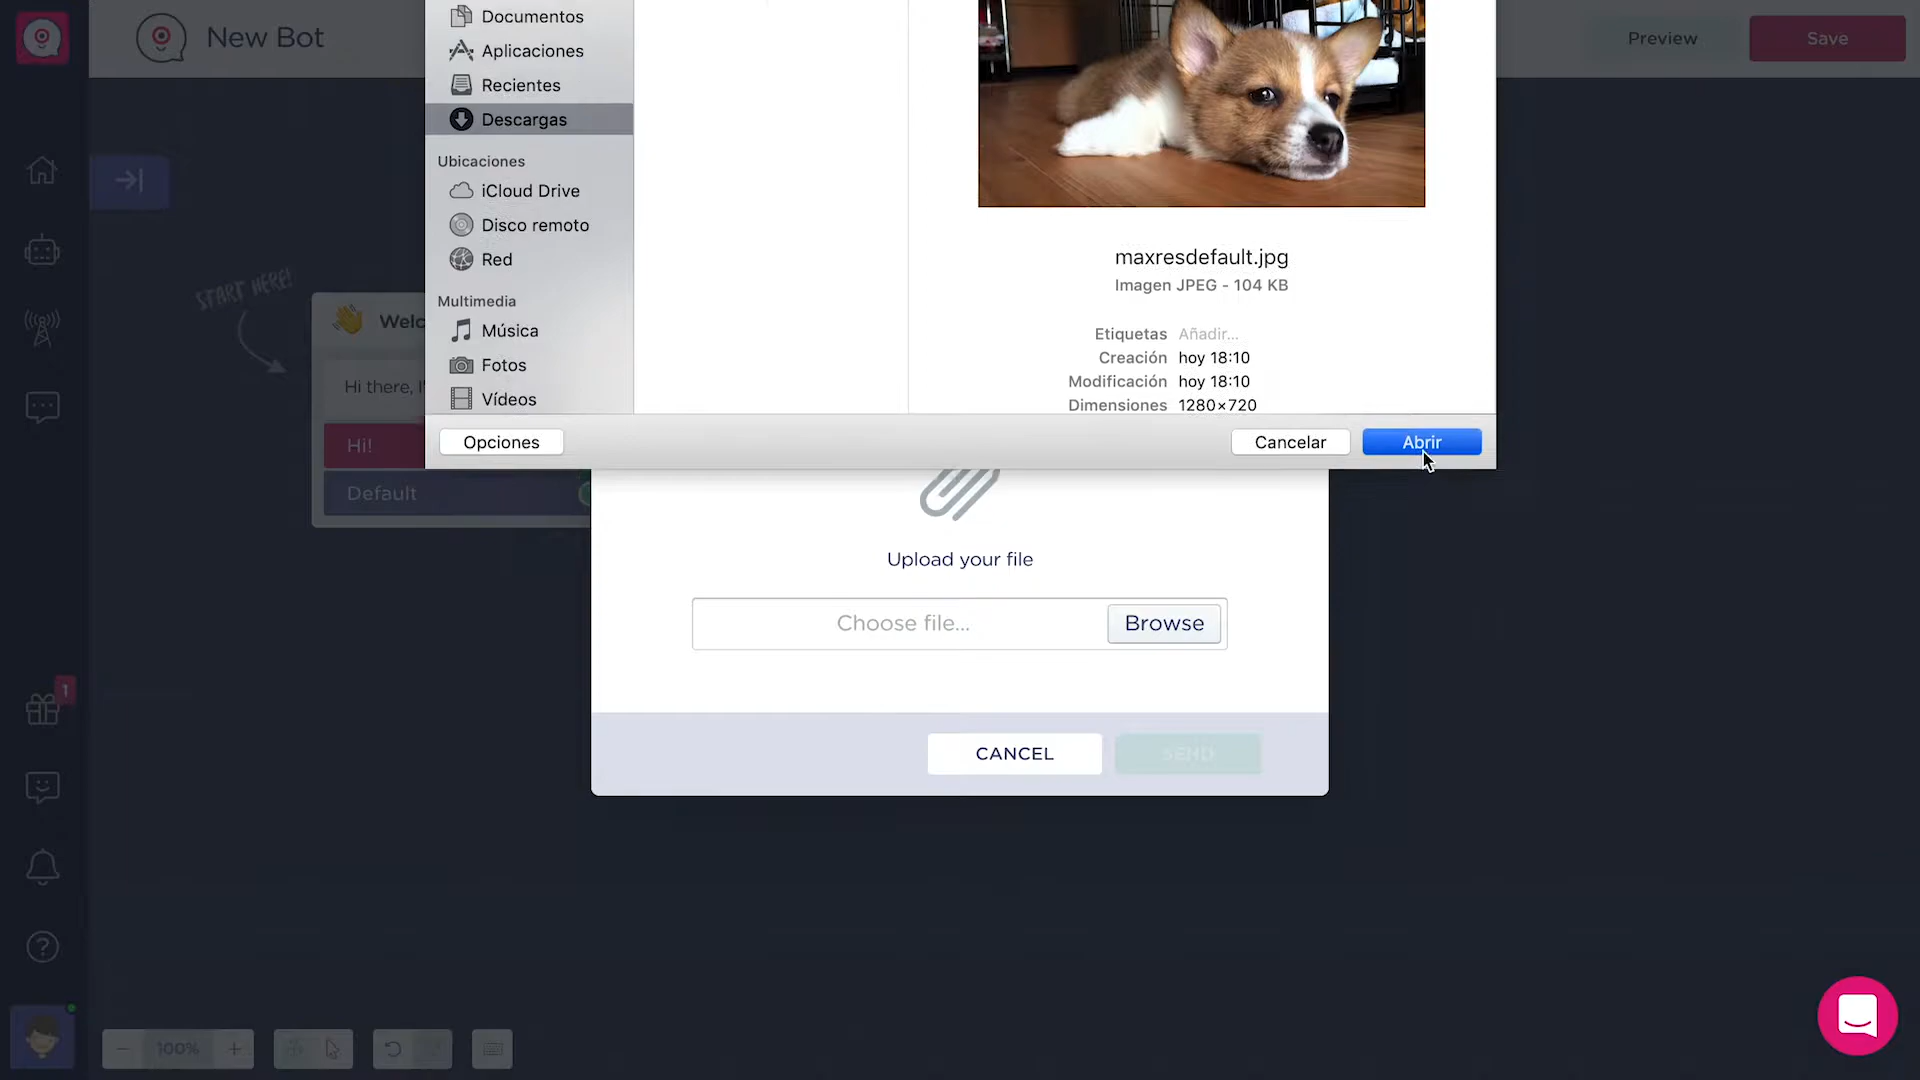 New Bot
Preview
Save
Documentos
Aplicaciones
Recientes
Descargas
Ubicaciones
iCloud Drive
Disco remoto
Red
Multimedia
Música
Fotos
Vídeos
maxresdefault.jpg
Imagen JPEG - 104 KB
Etiquetas Añadir...
Creación hoy 18:10
Modificación hoy 18:10
Dimensiones 1280×720
Opciones
Cancelar
Abrir
START HERE!
Welc
Hi there, I'
Hi!
Default
Upload your file
Choose file...
Browse
CANCEL
SEND
1
100%